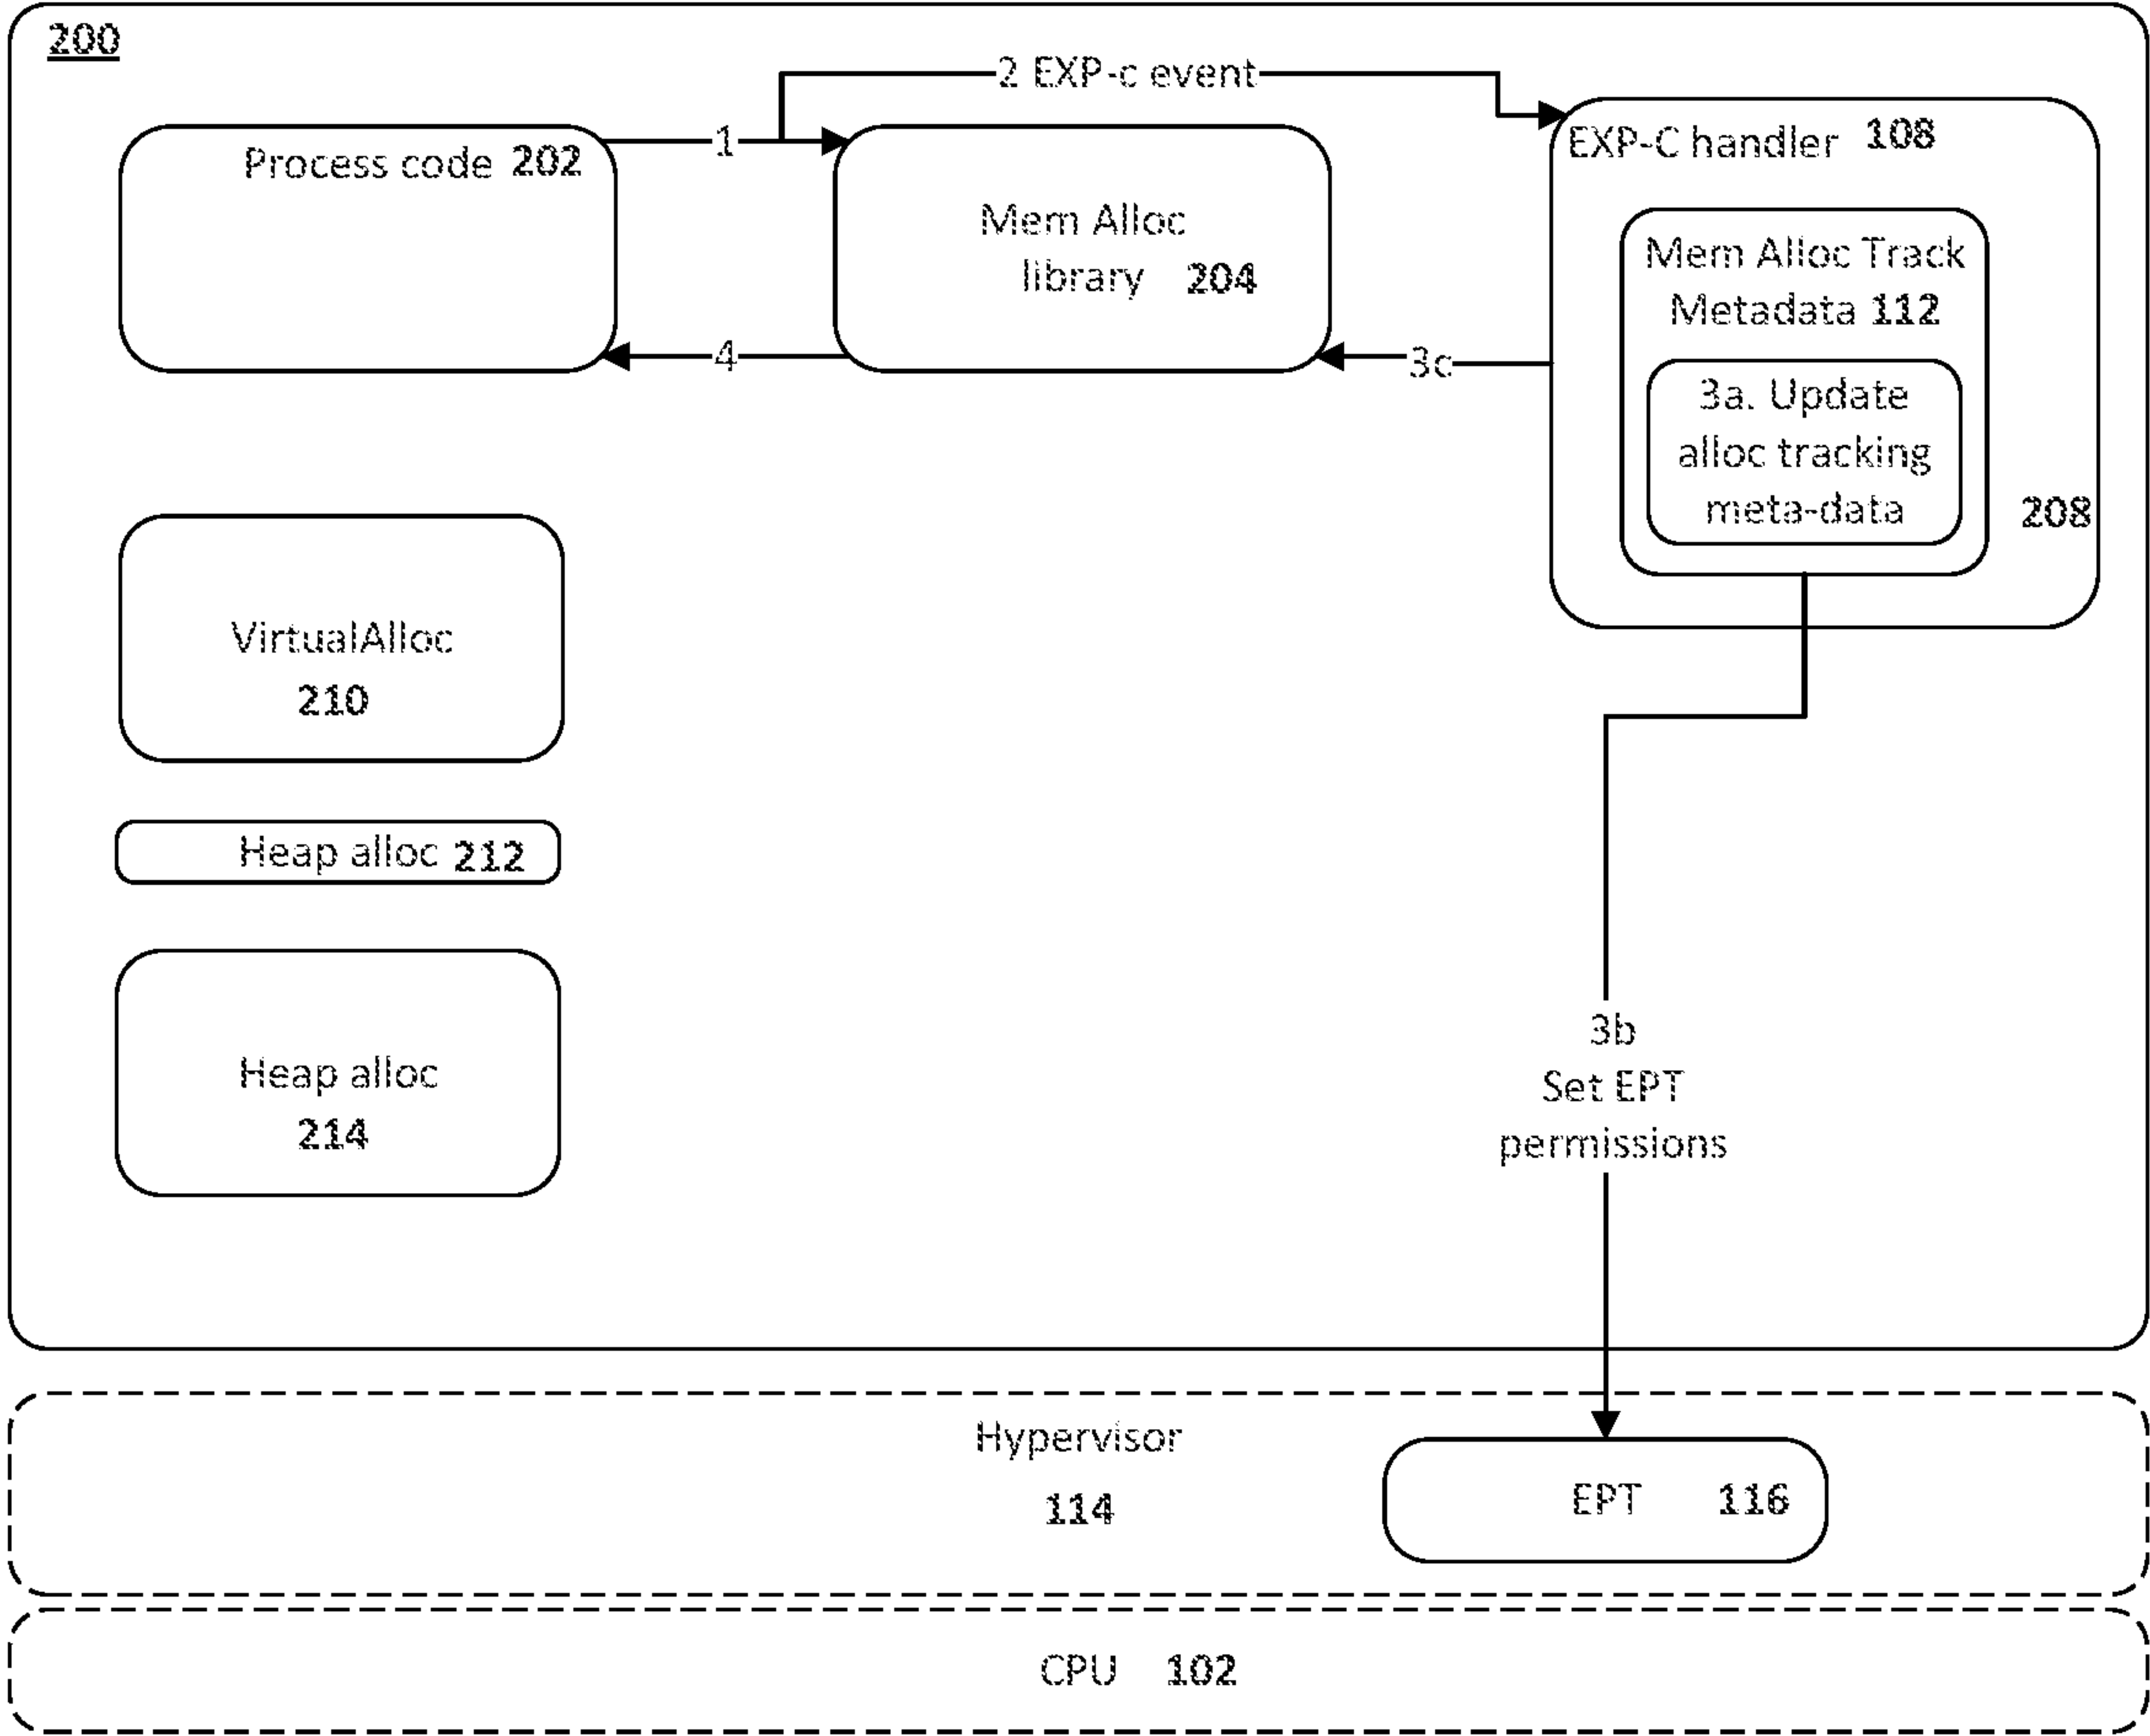 200
2 EXP-c event
Process code 202
1
EXP-C handler 108
Mem Alloc
library 204
Mem Alloc Track
Metadata 112
4
3c
3a. Update
alloc tracking
meta-data
208
VirtualAlloc
210
Heap alloc 212
Heap alloc
214
3b
Set EPT
permissions
Hypervisor
114
EPT 116
CPU 102